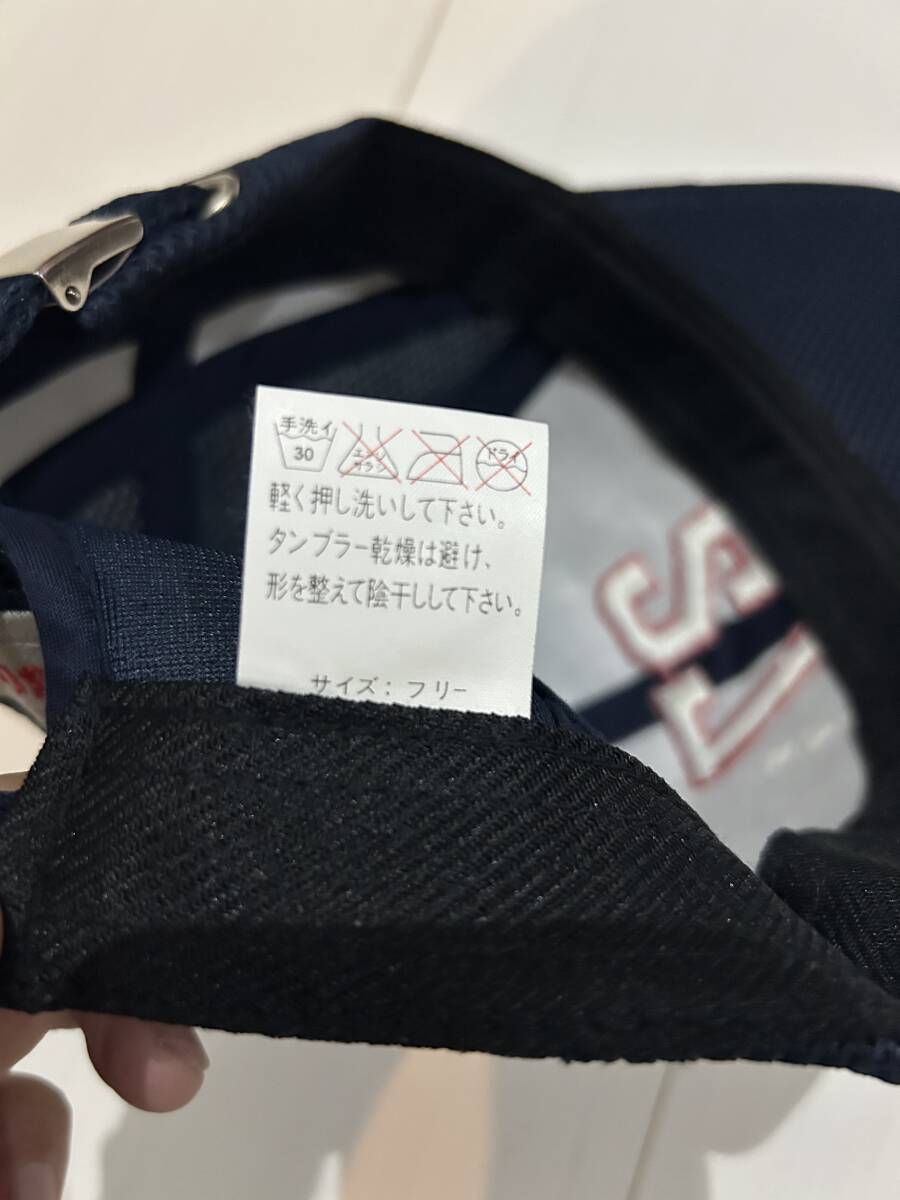 手洗イ
30
エンソ
サラシ
ドライ
軽く押し洗いして下さい。
タンブラー乾燥は避け、
形を整えて陰干しして下さい。
サイズ: フリー